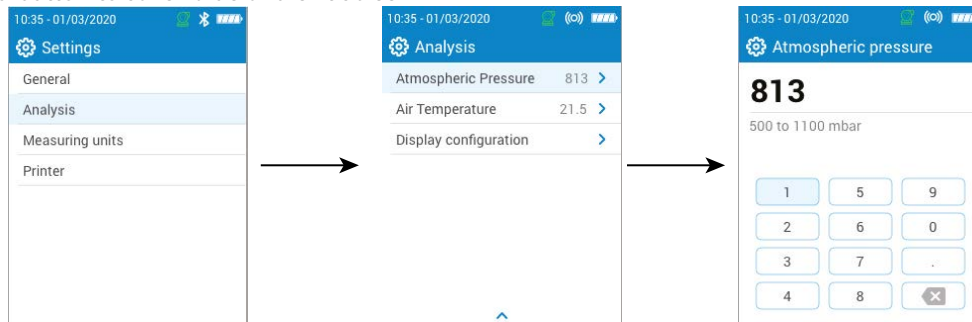 10:35 - 01/03/2020
Settings
General
Analysis
Measuring units
Printer
10:35 - 01/03/2020
Analysis
Atmospheric Pressure 813 >
Air Temperature 21.5 >
Display configuration >
10:35 - 01/03/2020
Atmospheric pressure
813
500 to 1100 mbar
1 5 9
2 6 0
3 7 .
4 8